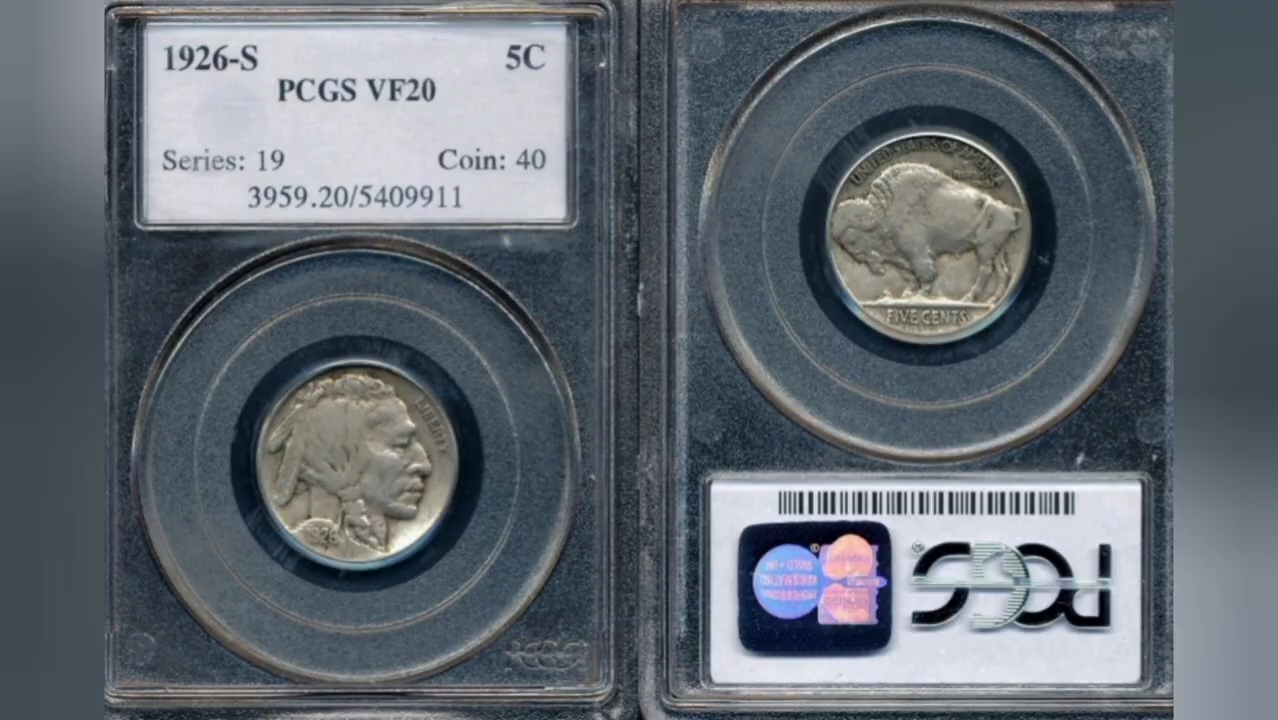 1926-S 5C
PCGS VF20
Series: 19 Coin: 40
3959.20/5409911
LIBERTY
1926
PCGS
UNITED STATES OF AMERICA
FIVE CENTS
PCGS